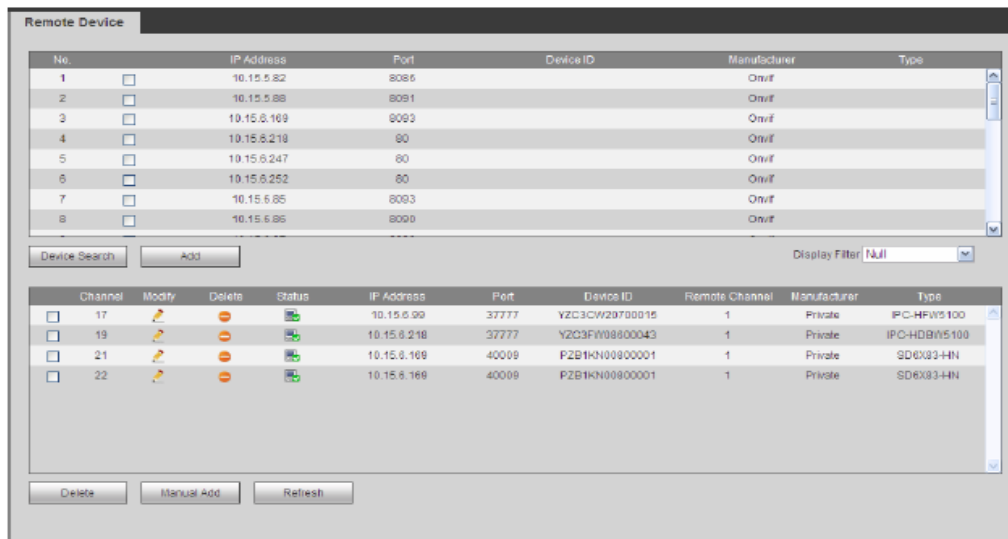 Remote Device
No. IP Address Port Device ID Manufacturer Type
1 10.15.5.82 8085 Onvif
2 10.15.5.88 8091 Onvif
3 10.15.6.169 8093 Onvif
4 10.15.6.218 80 Onvif
5 10.15.6.247 80 Onvif
6 10.15.6.252 80 Onvif
7 10.15.6.85 8093 Onvif
8 10.15.6.86 8090 Onvif
Device Search Add Display Filter Null
Channel Modify Delete Status IP Address Port Device ID Remote Channel Manufacturer Type
17 10.15.6.99 37777 YZC3CW20700015 1 Private IPC-HFW5100
19 10.15.6.218 37777 YZC3FW08600043 1 Private IPC-HDBW5100
21 10.15.6.169 40009 PZB1KN00800001 1 Private SD6X83-HN
22 10.15.6.169 40009 PZB1KN00800001 1 Private SD6X83-HN
Delete Manual Add Refresh